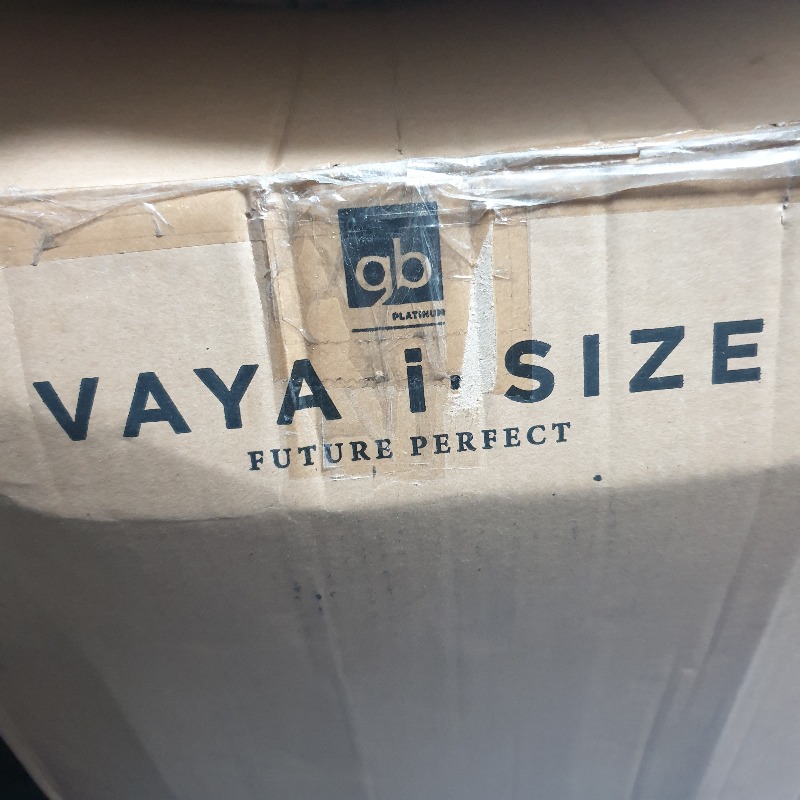 gb
PLATINUM
VAYA i-SIZE
FUTURE PERFECT